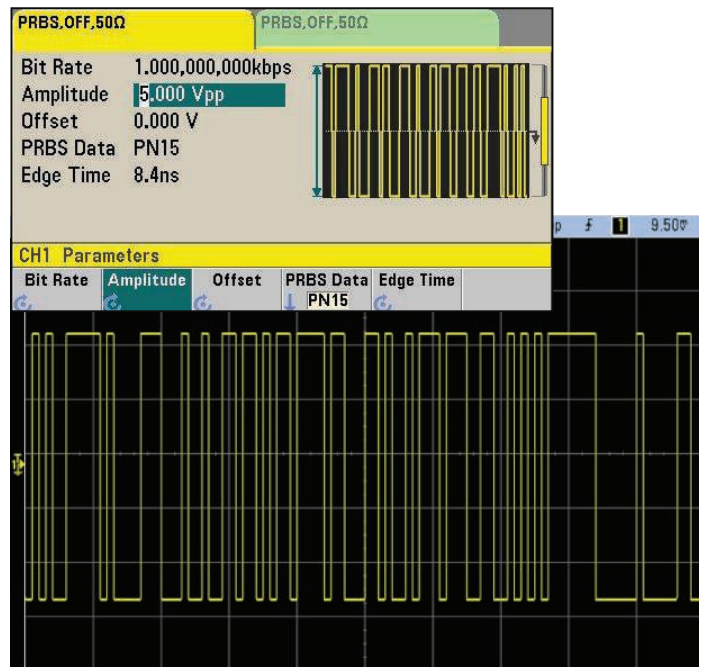 PRBS,OFF,50Ω PRBS,OFF,50Ω
Bit Rate 1.000,000,000kbps
Amplitude 5.000 Vpp
Offset 0.000 V
PRBS Data PN15
Edge Time 8.4ns
CH1 Parameters
Bit Rate Amplitude Offset PRBS Data Edge Time
PN15
p 1 9.50